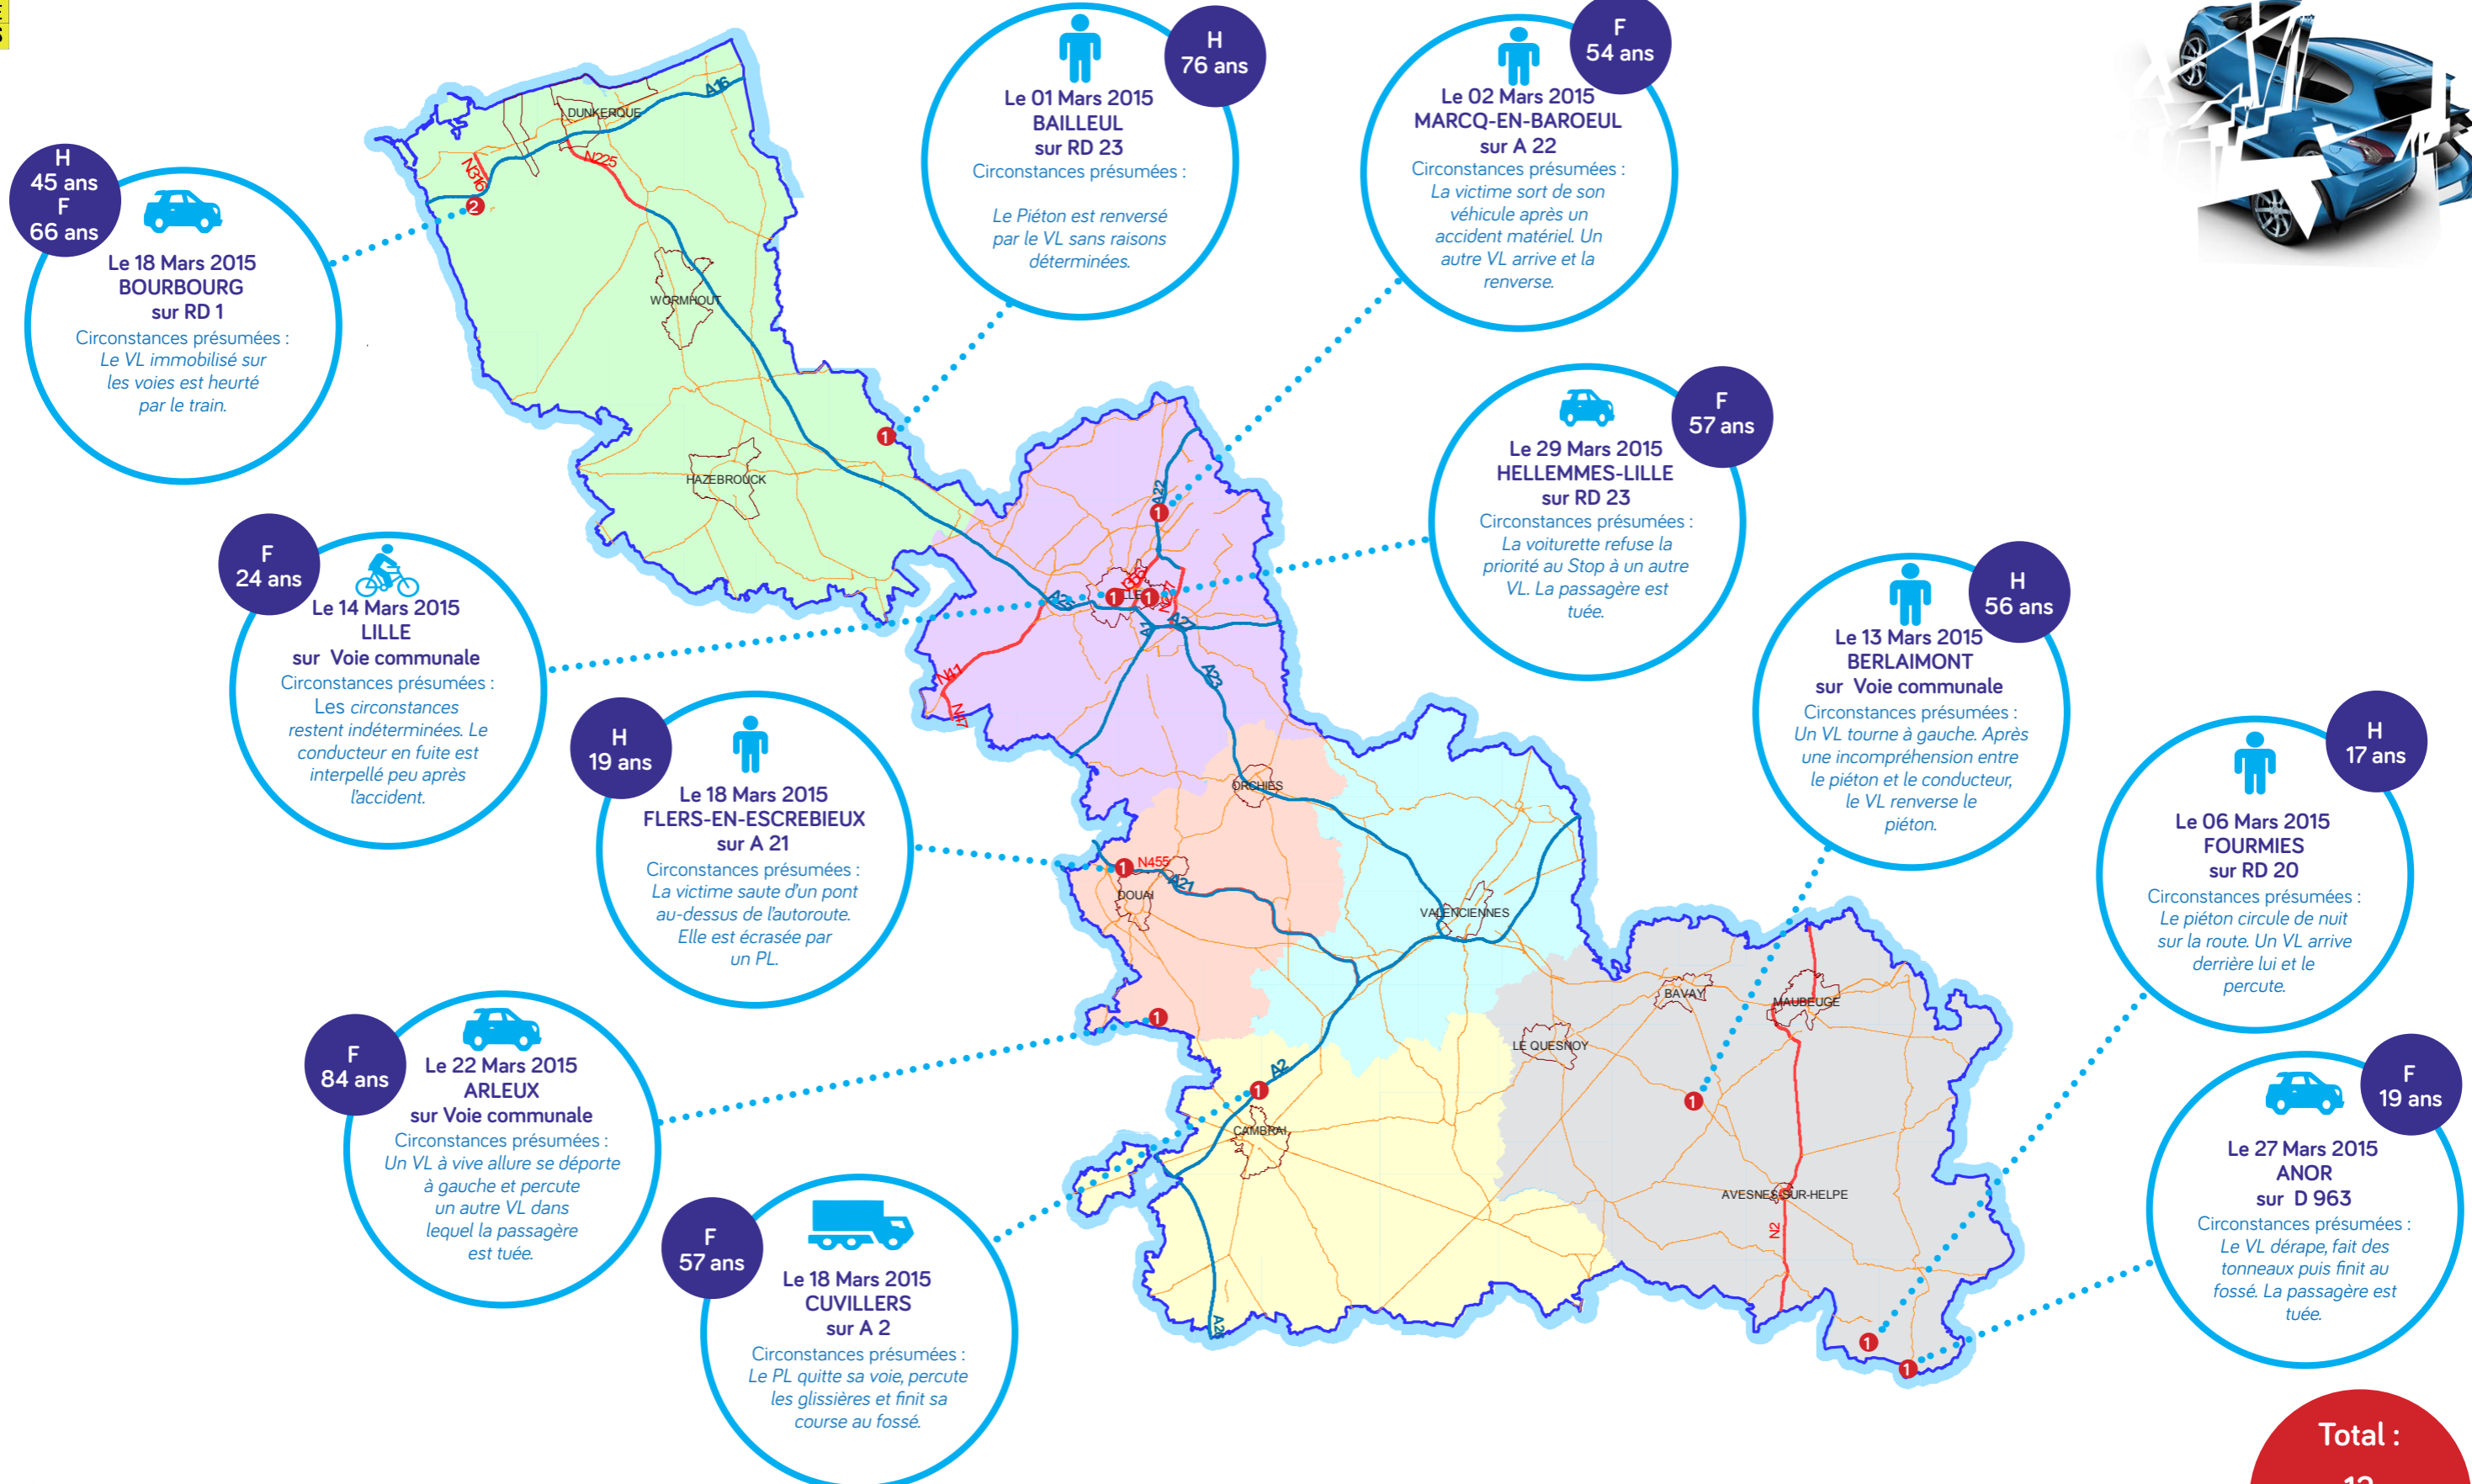 H
45 ans
F
66 ans
Le 18 Mars 2015
BOURBOURG
sur RD 1
Circonstances présumées :
Le VL immobilisé sur
les voies est heurté
par le train.
H
76 ans
Le 01 Mars 2015
BAILLEUL
sur RD 23
Circonstances présumées :
Le Piéton est renversé
par le VL sans raisons
déterminées.
F
54 ans
Le 02 Mars 2015
MARCQ-EN-BAROEUL
sur A 22
Circonstances présumées :
La victime sort de son
véhicule après un
accident matériel. Un
autre VL arrive et la
renverse.
F
57 ans
Le 29 Mars 2015
HELLEMMES-LILLE
sur RD 23
Circonstances présumées :
La voiturette refuse la
priorité au Stop à un autre
VL. La passagère est
tuée.
F
24 ans
Le 14 Mars 2015
LILLE
sur Voie communale
Circonstances présumées :
Les circonstances
restent indéterminées. Le
conducteur en fuite est
interpellé peu après
l'accident.
H
56 ans
Le 13 Mars 2015
BERLAIMONT
sur Voie communale
Circonstances présumées :
Un VL tourne à gauche. Après
une incompréhension entre
le piéton et le conducteur,
le VL renverse le
piéton.
H
19 ans
Le 18 Mars 2015
FLERS-EN-ESCREBIEUX
sur A 21
Circonstances présumées :
La victime saute d'un pont
au-dessus de l'autoroute.
Elle est écrasée par
un PL.
H
17 ans
Le 06 Mars 2015
FOURMIES
sur RD 20
Circonstances présumées :
Le piéton circule de nuit
sur la route. Un VL arrive
derrière lui et le
percute.
F
84 ans
Le 22 Mars 2015
ARLEUX
sur Voie communale
Circonstances présumées :
Un VL à vive allure se déporte
à gauche et percute
un autre VL dans
lequel la passagère
est tuée.
F
19 ans
Le 27 Mars 2015
ANOR
sur D 963
Circonstances présumées :
Le VL dérape, fait des
tonneaux puis finit au
fossé. La passagère est
tuée.
F
57 ans
Le 18 Mars 2015
CUVILLERS
sur A 2
Circonstances présumées :
Le PL quitte sa voie, percute
les glissières et finit sa
course au fossé.
A16
DUNKERQUE
N225
N316
2
WORMHOUT
1
HAZEBROUCK
A22
1
1
1
A25
A1
A27
A23
N41
N47
ORCHIES
1
N455
A21
DOUAI
VALENCIENNES
1
BAVAY
MAUBEUGE
LE QUESNOY
A2
1
1
CAMBRAI
AVESNES-SUR-HELPE
N2
A26
1
1
Total :